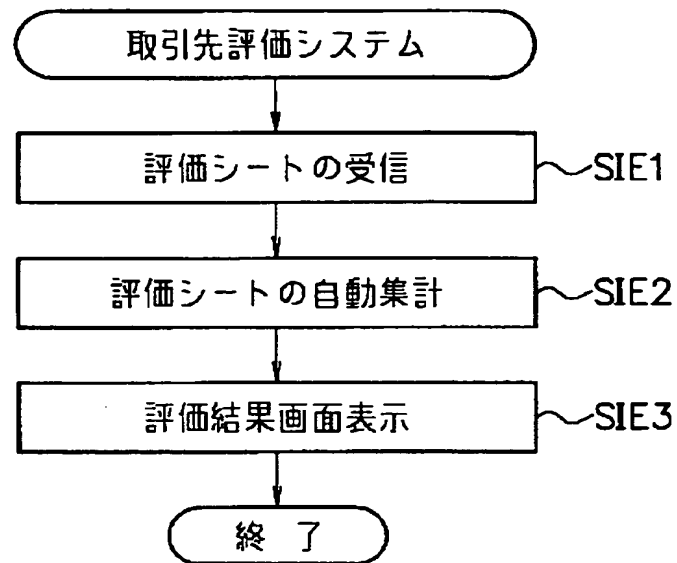 取引先評価システム
評価シートの受信 SIE1
評価シートの自動集計 SIE2
評価結果画面表示 SIE3
終 了